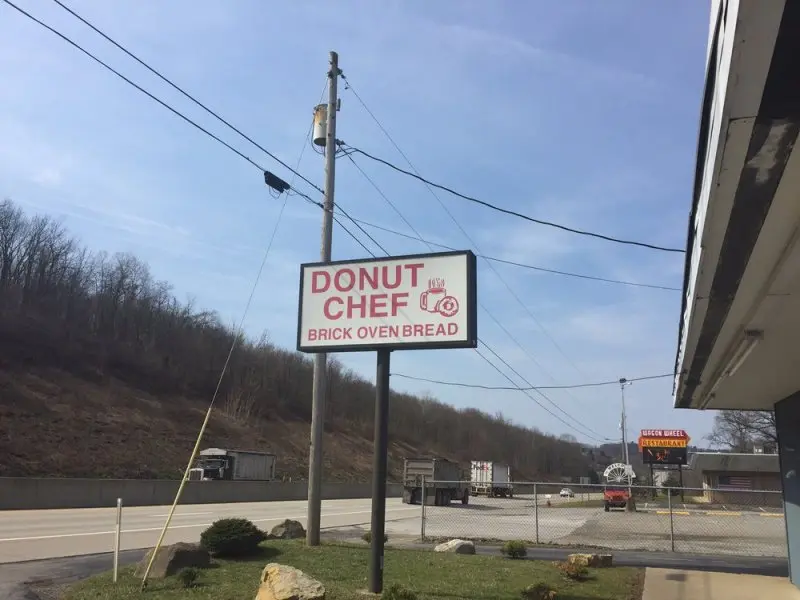 DONUT
CHEF
BRICK OVEN BREAD
WAGON WHEEL
RESTAURANT